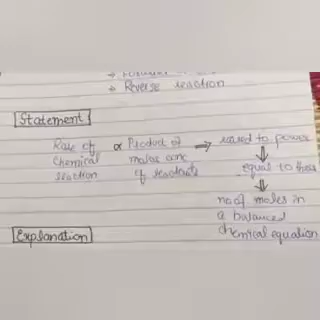 → Reverse reaction
Statement
Rate of ∝ Product of ⇒ raised to power
Chemical molar conc ⇓
reaction of reactants equal to their
⇓
no of moles in
a balanced
chemical equation
Explanation